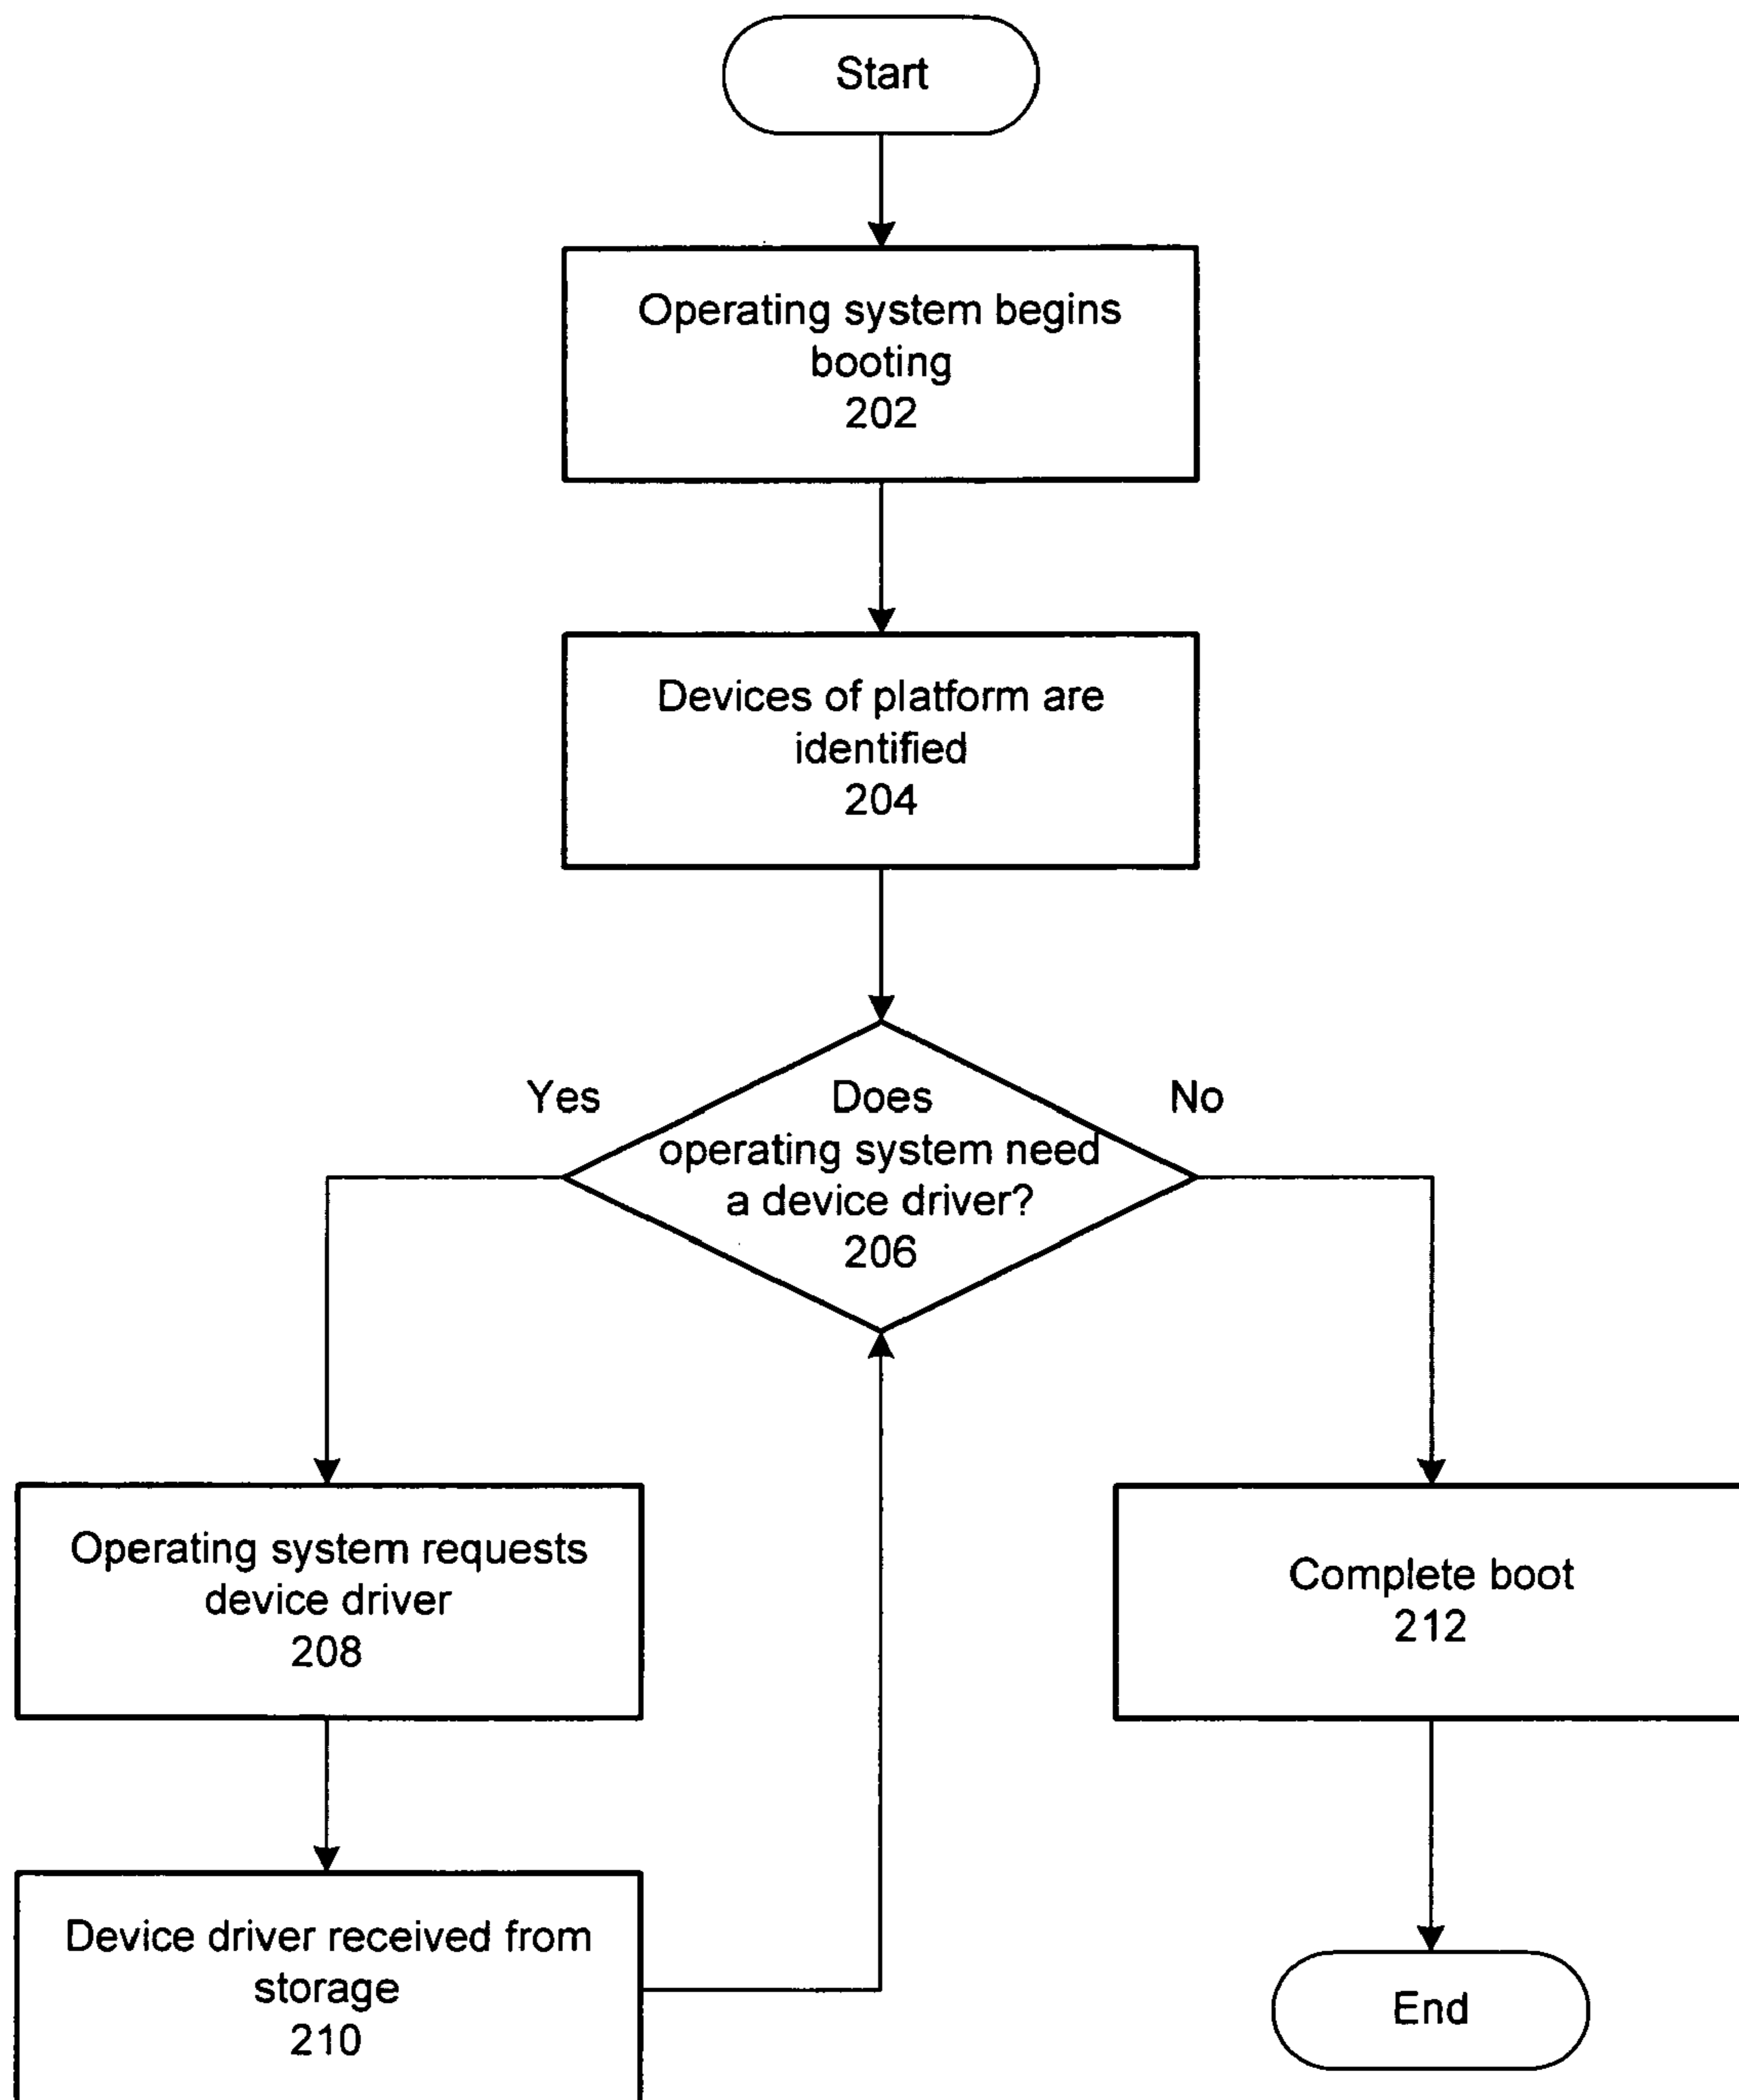 Start
Operating system begins
booting
202
Devices of platform are
identified
204
Yes
Does
operating system need
a device driver?
206
No
Operating system requests
device driver
208
Device driver received from
storage
210
Complete boot
212
End